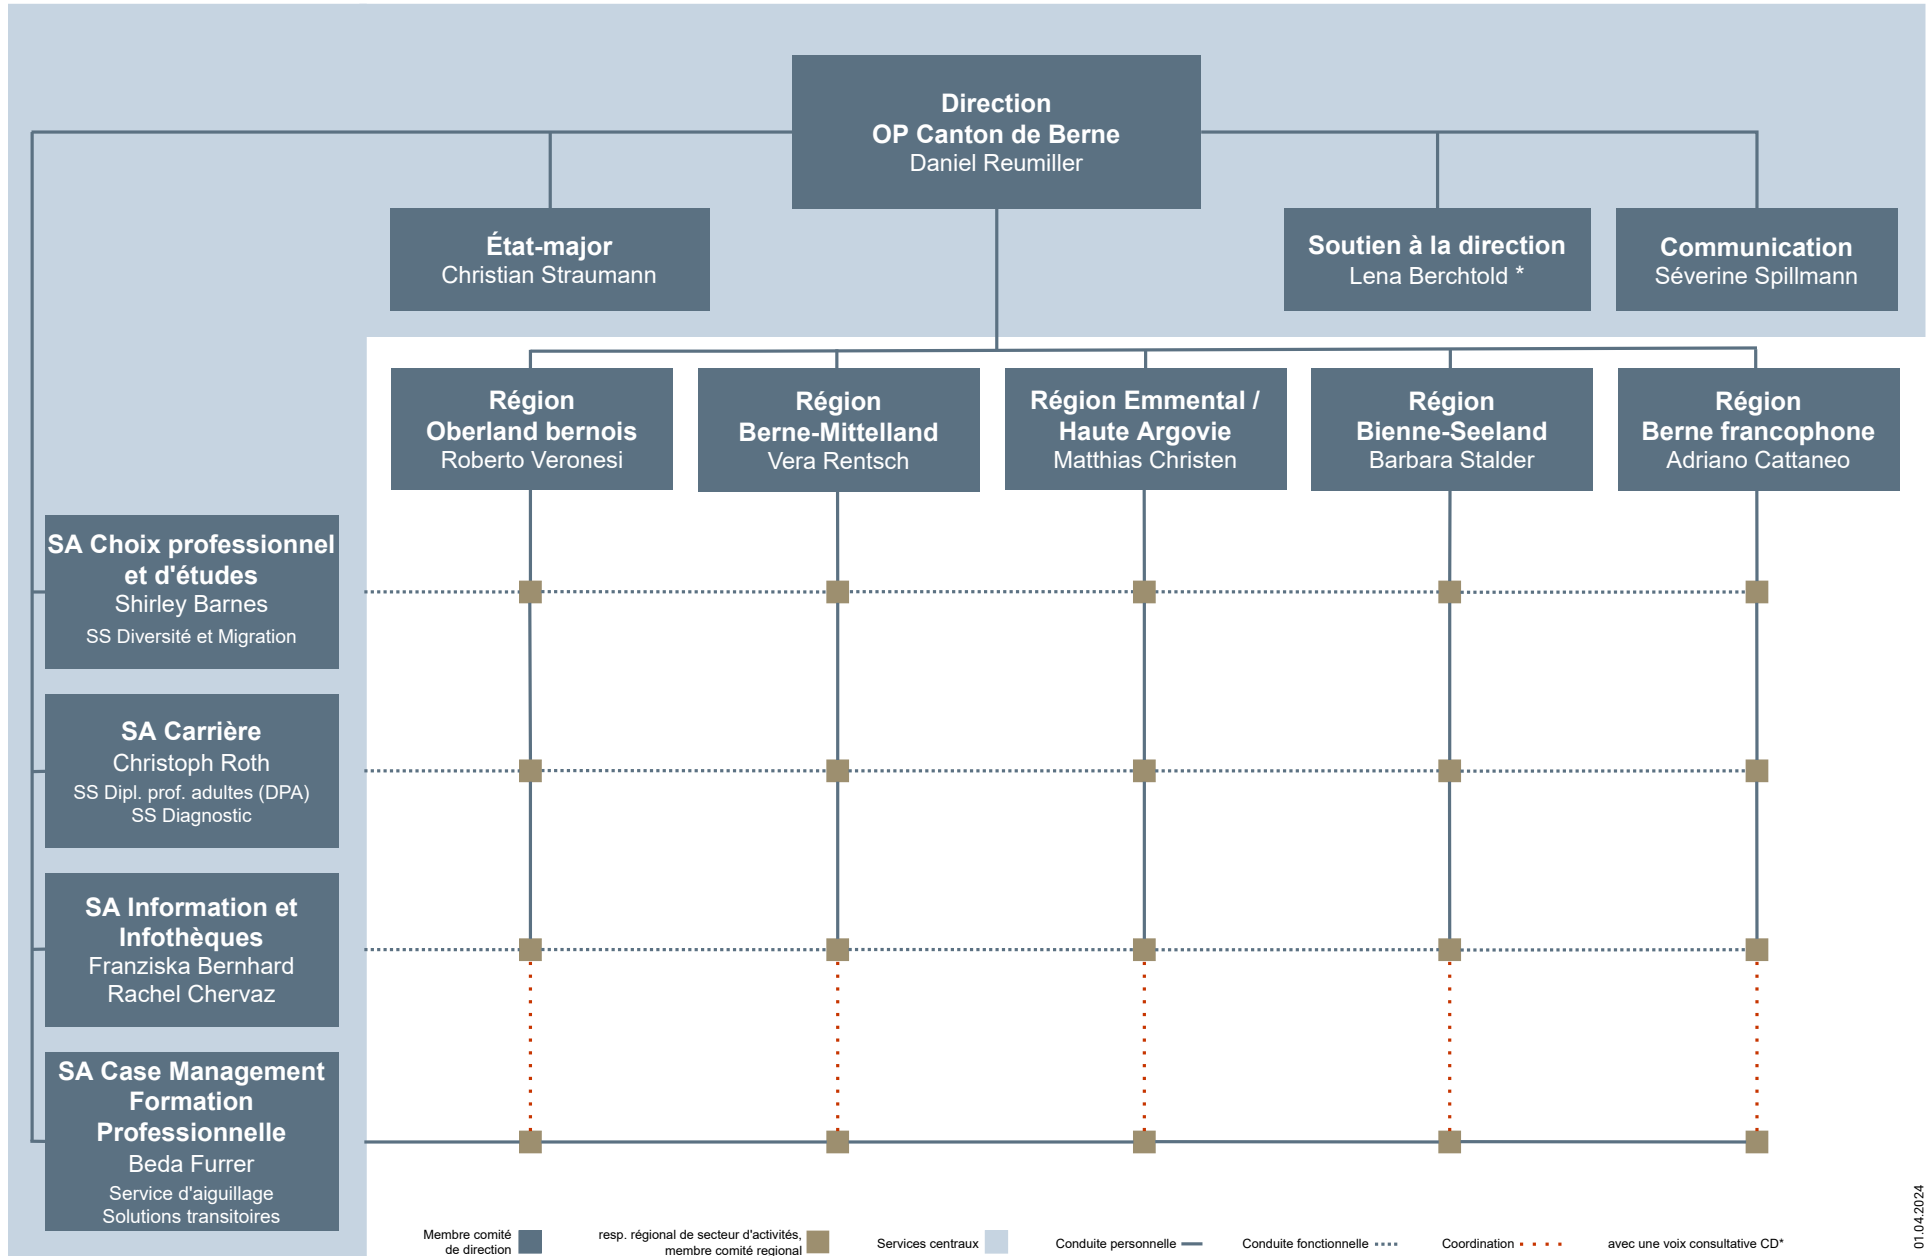 Direction
OP Canton de Berne
Daniel Reumiller
État-major
Christian Straumann
Soutien à la direction
Lena Berchtold *
Communication
Séverine Spillmann
Région
Oberland bernois
Roberto Veronesi
Région
Berne-Mittelland
Vera Rentsch
Région Emmental /
Haute Argovie
Matthias Christen
Région
Bienne-Seeland
Barbara Stalder
Région
Berne francophone
Adriano Cattaneo
SA Choix professionnel
et d'études
Shirley Barnes
SS Diversité et Migration
SA Carrière
Christoph Roth
SS Dipl. prof. adultes (DPA)
SS Diagnostic
SA Information et
Infothèques
Franziska Bernhard
Rachel Chervaz
SA Case Management
Formation
Professionnelle
Beda Furrer
Service d'aiguillage
Solutions transitoires
Membre comité
de direction
resp. régional de secteur d'activités,
membre comité regional
Services centraux
Conduite personnelle
Conduite fonctionnelle
Coordination
avec une voix consultative CD*
01.04.2024